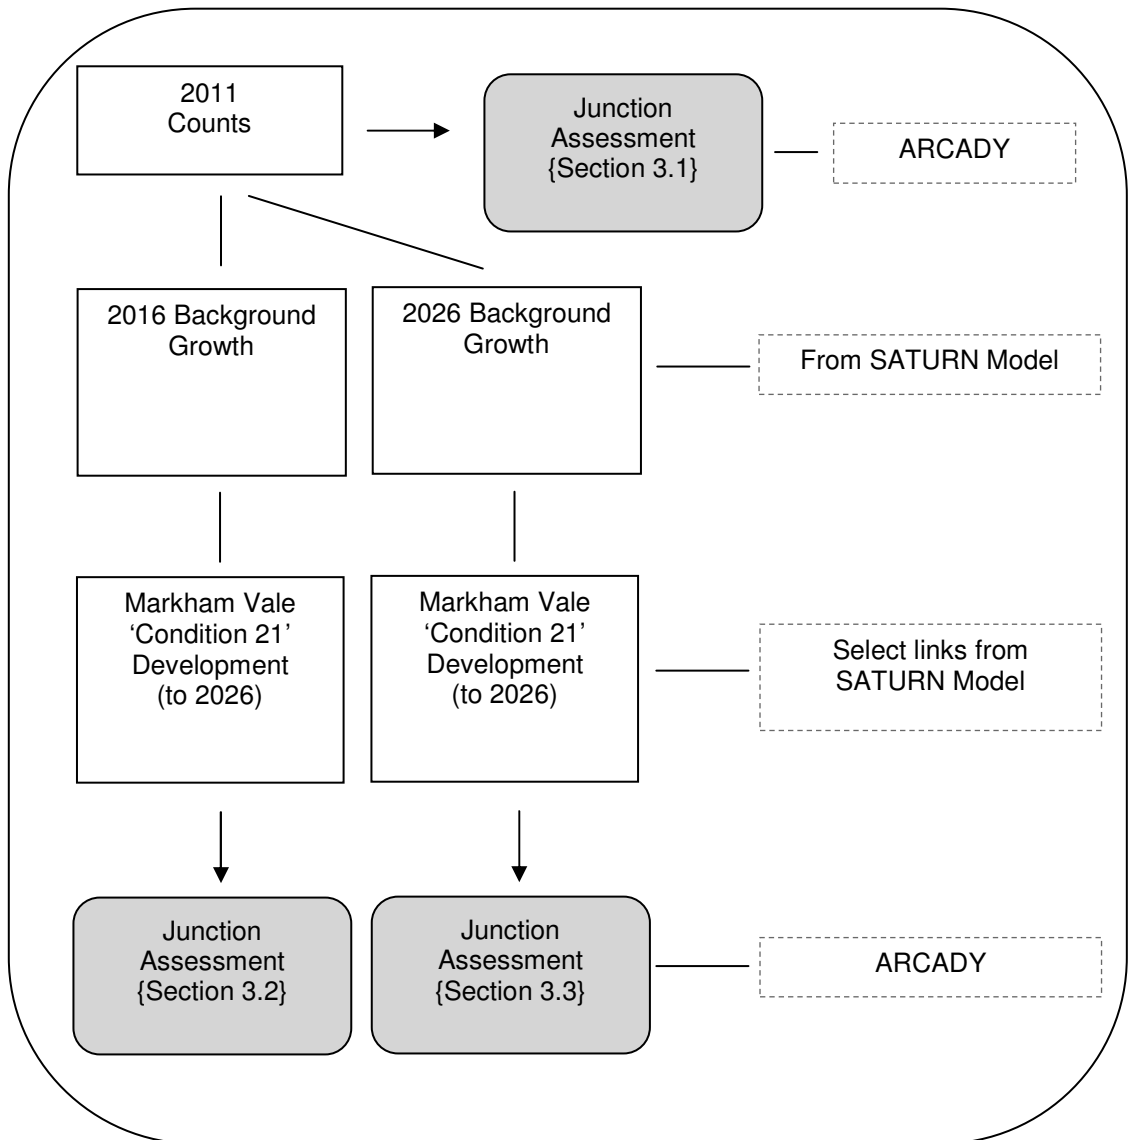 2011
Counts
Junction
Assessment
{Section 3.1}
ARCADY
2016 Background
Growth
2026 Background
Growth
From SATURN Model
Markham Vale
‘Condition 21’
Development
(to 2026)
Markham Vale
‘Condition 21’
Development
(to 2026)
Select links from
SATURN Model
Junction
Assessment
{Section 3.2}
Junction
Assessment
{Section 3.3}
ARCADY